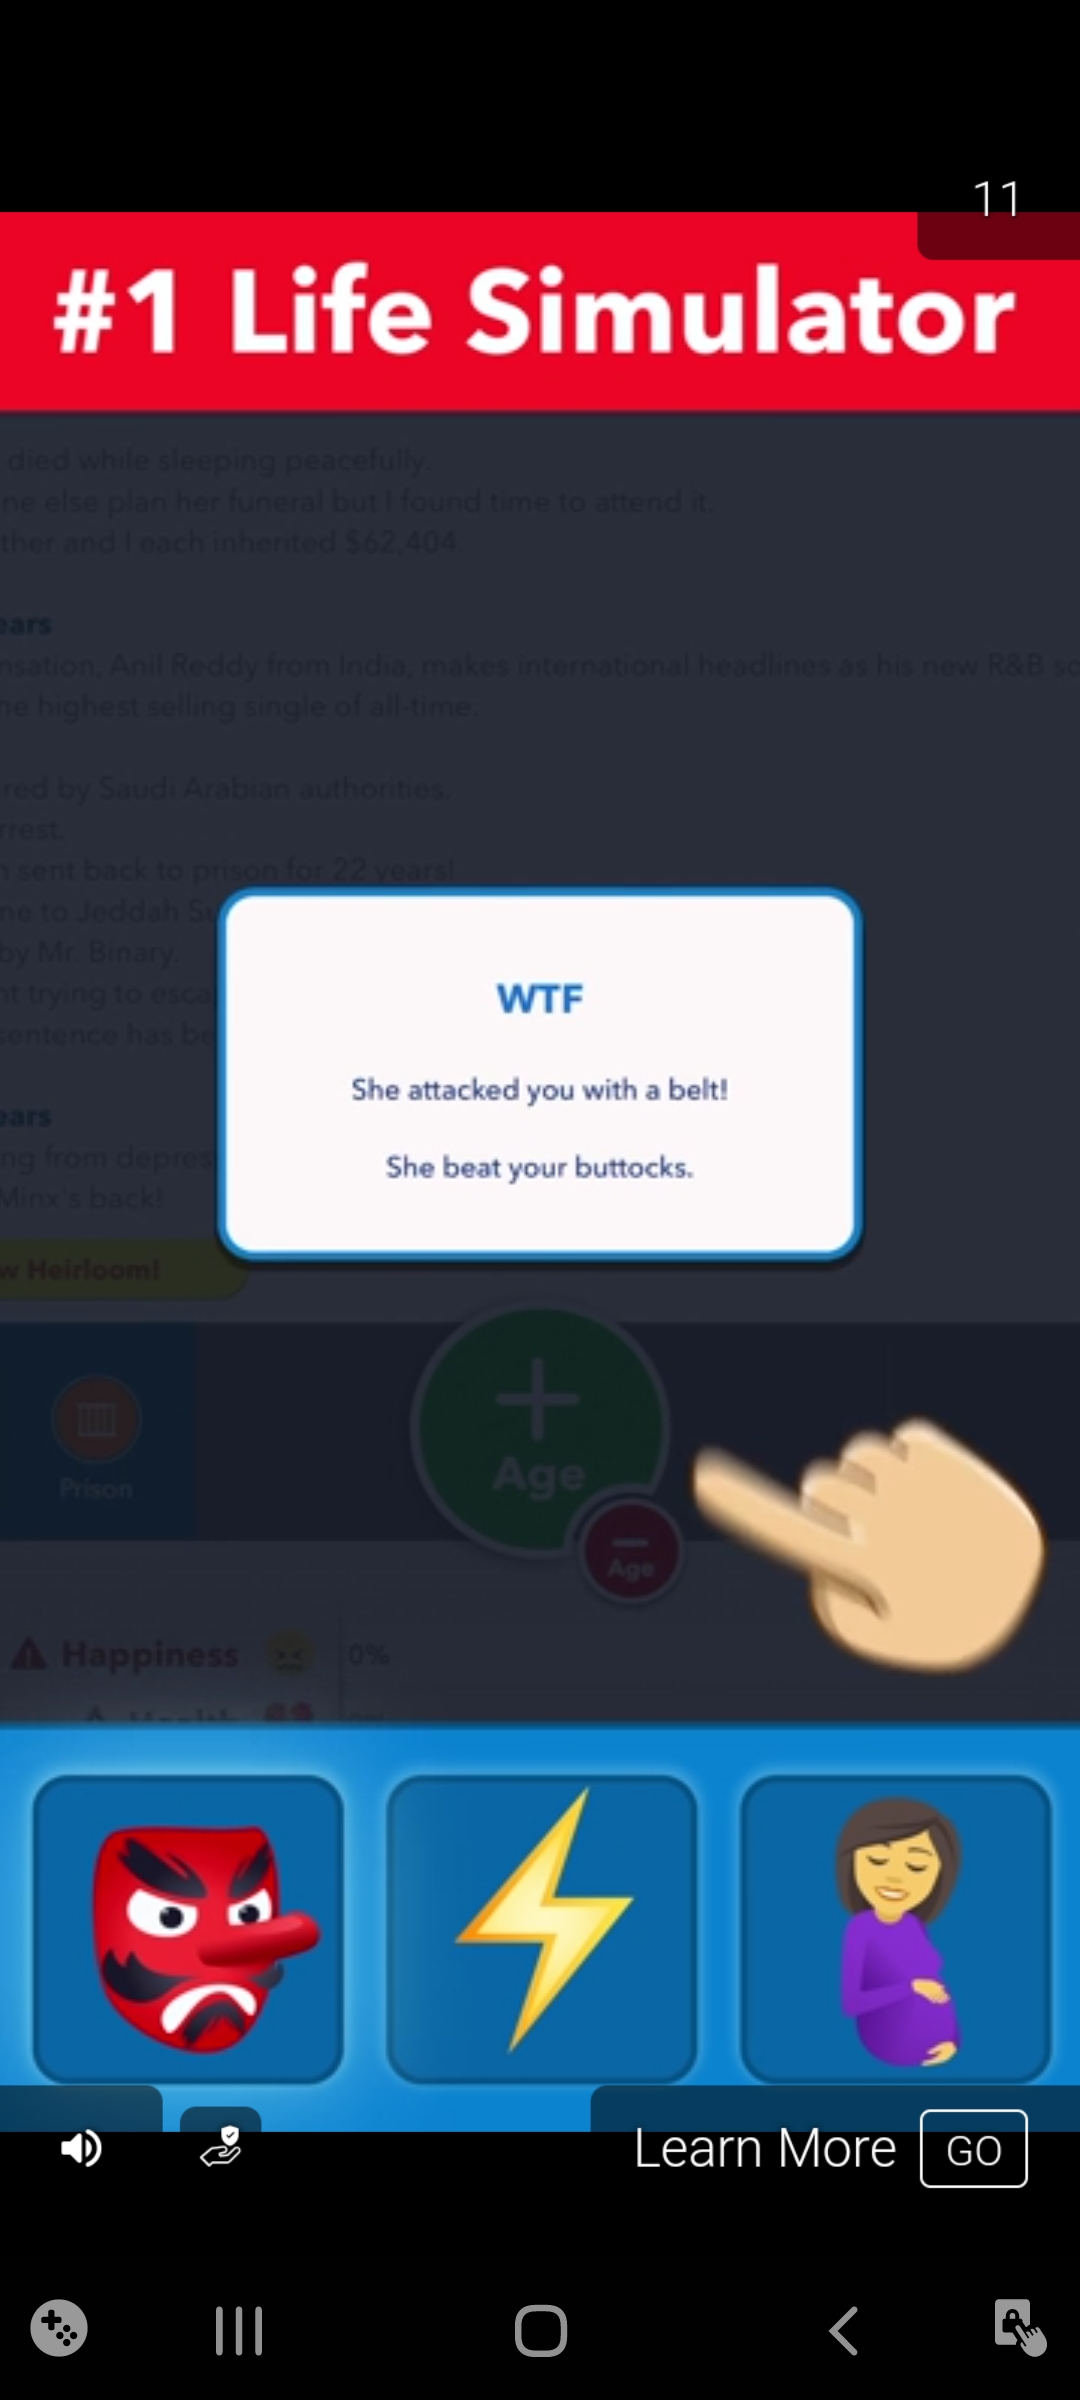 11
#1 Life Simulator
died while sleeping peacefully.
ne else plan her funeral but I found time to attend it.
ther and I each inherited $62,404.
ears
nsation, Anil Reddy from India, makes international headlines as his new R&B so
he highest selling single of all-time.
red by Saudi Arabian authorities.
rrest.
n sent back to prison for 22 years!
me to Jeddah Su
by Mr. Binary.
nt trying to esca
sentence has be
WTF
She attacked you with a belt!
She beat your buttocks.
ears
ng from depres
Minx's back!
w Heirloom!
Prison
Age
Age
Happiness 0%
Health
Learn More GO